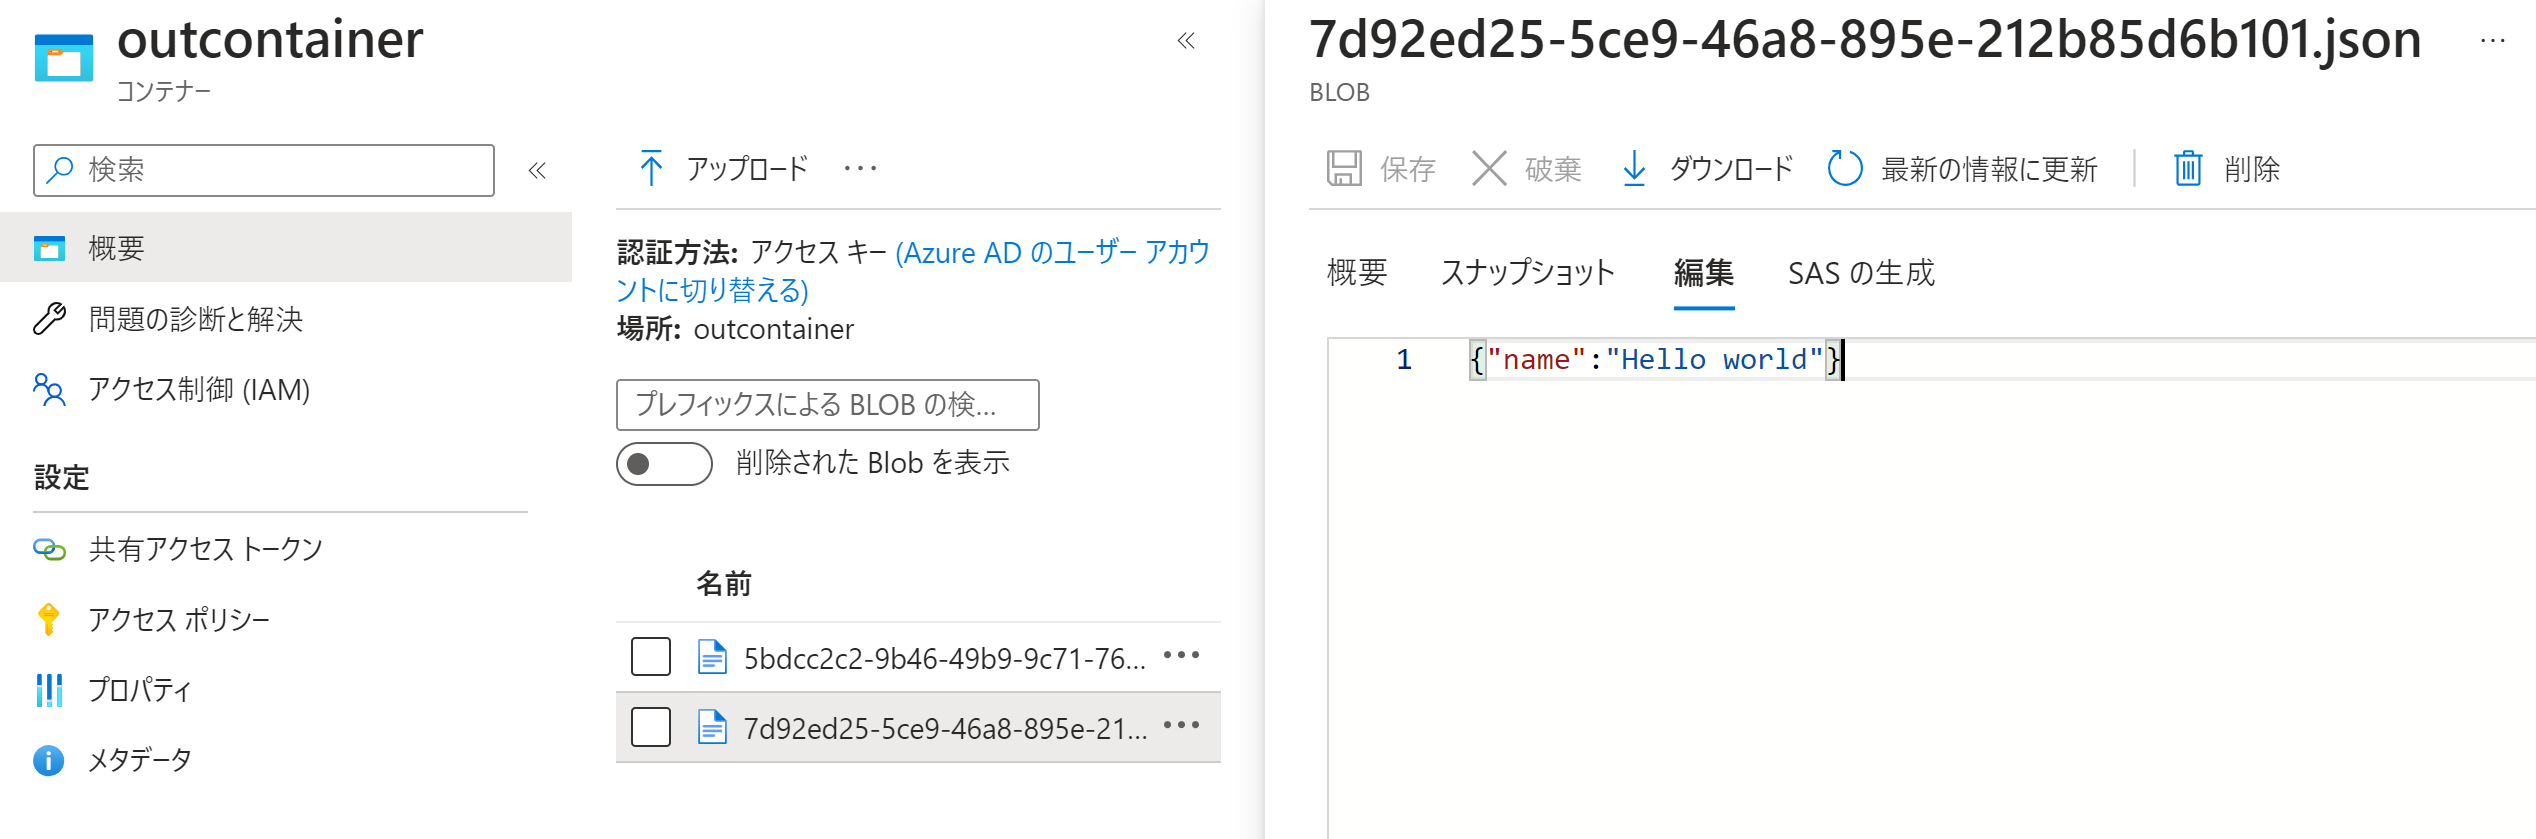 outcontainer
コンテナー
検索
概要
問題の診断と解決
アクセス制御 (IAM)
設定
共有アクセス トークン
アクセス ポリシー
プロパティ
メタデータ
アップロード
認証方法: アクセス キー (Azure AD のユーザー アカウ
ントに切り替える)
場所: outcontainer
プレフィックスによる BLOB の検...
削除された Blob を表示
名前
5bdcc2c2-9b46-49b9-9c71-76...
7d92ed25-5ce9-46a8-895e-21...
7d92ed25-5ce9-46a8-895e-212b85d6b101.json
BLOB
保存 破棄 ダウンロード 最新の情報に更新 削除
概要 スナップショット 編集 SAS の生成
1 {"name":"Hello world"}